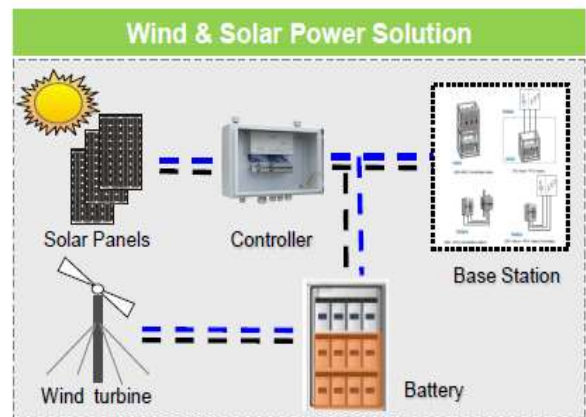 Wind & Solar Power Solution
Solar Panels
Controller
Base Station
Wind turbine
Battery